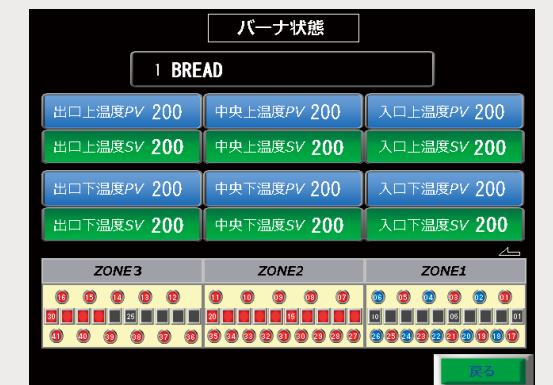 バーナ状態
1 BREAD
出口上温度PV 200 中央上温度PV 200 入口上温度PV 200
出口上温度SV 200 中央上温度SV 200 入口上温度SV 200
出口下温度PV 200 中央下温度PV 200 入口下温度PV 200
出口下温度SV 200 中央下温度SV 200 入口下温度SV 200
ZONE3 ZONE2 ZONE1
16 15 14 13 12 11 10 09 08 07 06 05 04 03 02 01
30 25 20 15 10 05 01
41 40 39 38 37 36 35 34 33 32 31 30 29 28 27 26 25 24 23 22 21 20 19 18 17
戻る